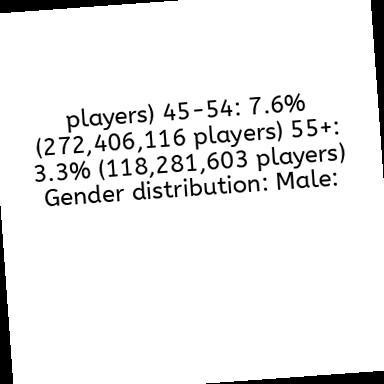 players) 45-54: 7.6%
(272,406,116 players) 55+:
3.3% (118,281,603 players)
Gender distribution: Male: